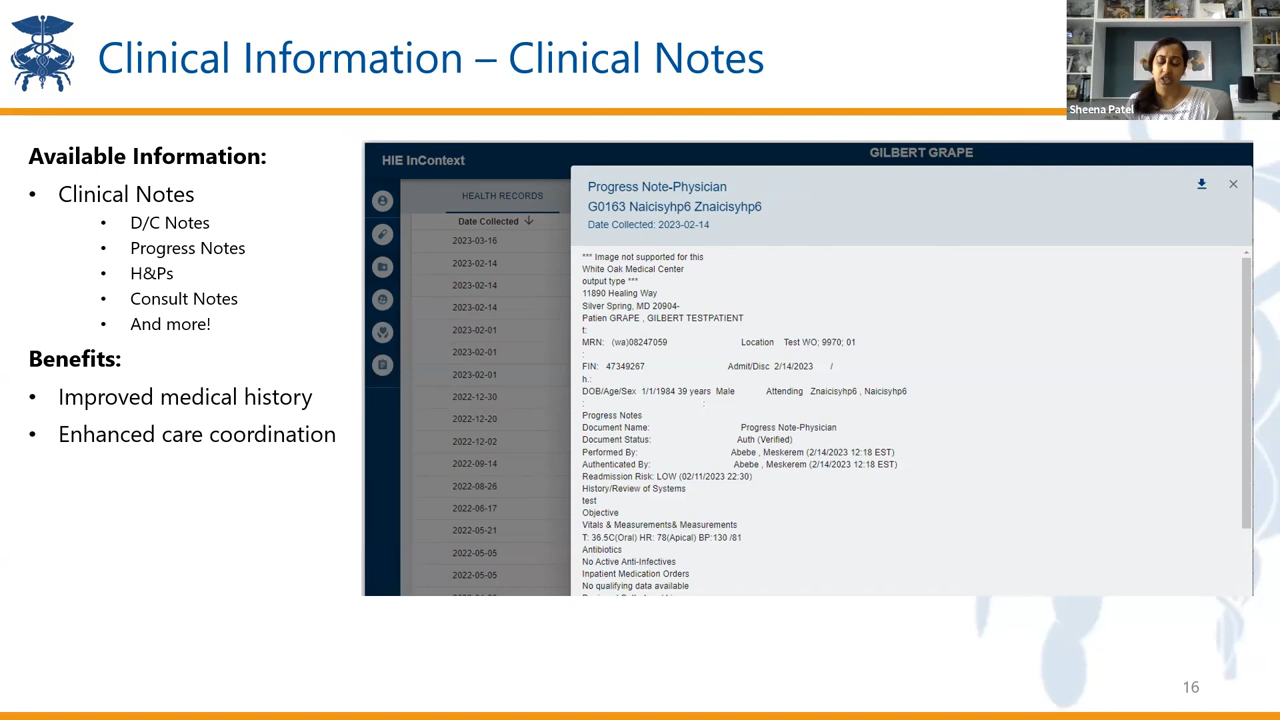 Clinical Information – Clinical Notes
Sheena Patel
Available Information:
• Clinical Notes
• D/C Notes
• Progress Notes
• H&Ps
• Consult Notes
• And more!
Benefits:
• Improved medical history
• Enhanced care coordination
HIE InContext
GILBERT GRAPE
HEALTH RECORDS
Date Collected ↓
2023-03-16
2023-02-14
2023-02-14
2023-02-14
2023-02-01
2023-02-01
2023-02-01
2022-12-30
2022-12-20
2022-12-02
2022-09-14
2022-08-26
2022-06-17
2022-05-21
2022-05-05
2022-05-05
Progress Note-Physician
G0163 Naicisyhp6 Znaicisyhp6
Date Collected: 2023-02-14
*** Image not supported for this
White Oak Medical Center
output type ***
11890 Healing Way
Silver Spring, MD 20904-
Patien GRAPE , GILBERT TESTPATIENT
t:
MRN: (wa)08247059 Location Test WO; 9970; 01
:
FIN: 47349267 Admit/Disc 2/14/2023 /
h.:
DOB/Age/Sex 1/1/1984 39 years Male Attending Znaicisyhp6 , Naicisyhp6
: :
Progress Notes
Document Name: Progress Note-Physician
Document Status: Auth (Verified)
Performed By: Abebe , Meskerem (2/14/2023 12:18 EST)
Authenticated By: Abebe , Meskerem (2/14/2023 12:18 EST)
Readmission Risk: LOW (02/11/2023 22:30)
History/Review of Systems
test
Objective
Vitals & Measurements& Measurements
T: 36.5C(Oral) HR: 78(Apical) BP:130 /81
Antibiotics
No Active Anti-Infectives
Inpatient Medication Orders
No qualifying data available
16